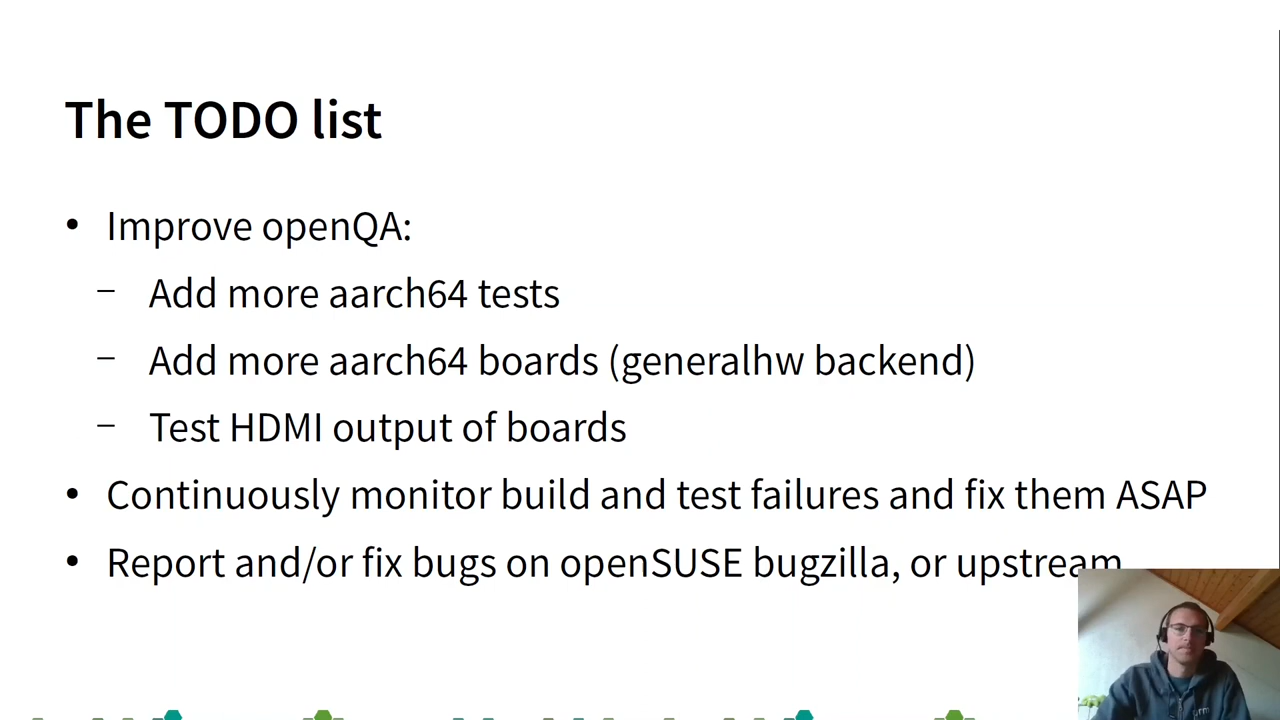 The TODO list
• Improve openQA:
– Add more aarch64 tests
– Add more aarch64 boards (generalhw backend)
– Test HDMI output of boards
• Continuously monitor build and test failures and fix them ASAP
• Report and/or fix bugs on openSUSE bugzilla, or upstream